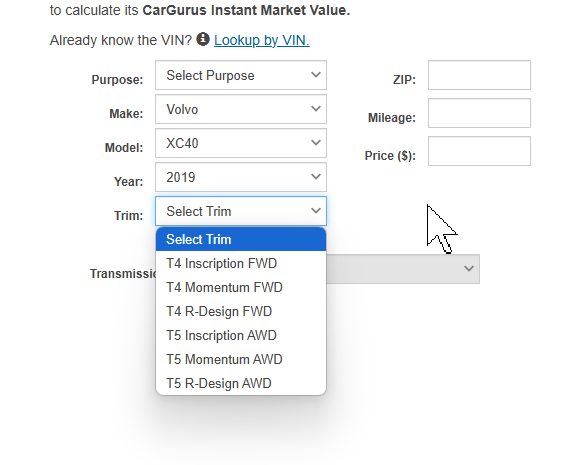 to calculate its CarGurus Instant Market Value.
Already know the VIN? Lookup by VIN.
Purpose: Select Purpose
Make: Volvo
Model: XC40
Year: 2019
Trim: Select Trim
Select Trim
T4 Inscription FWD
T4 Momentum FWD
T4 R-Design FWD
T5 Inscription AWD
T5 Momentum AWD
T5 R-Design AWD
Transmissi
ZIP:
Mileage:
Price ($):